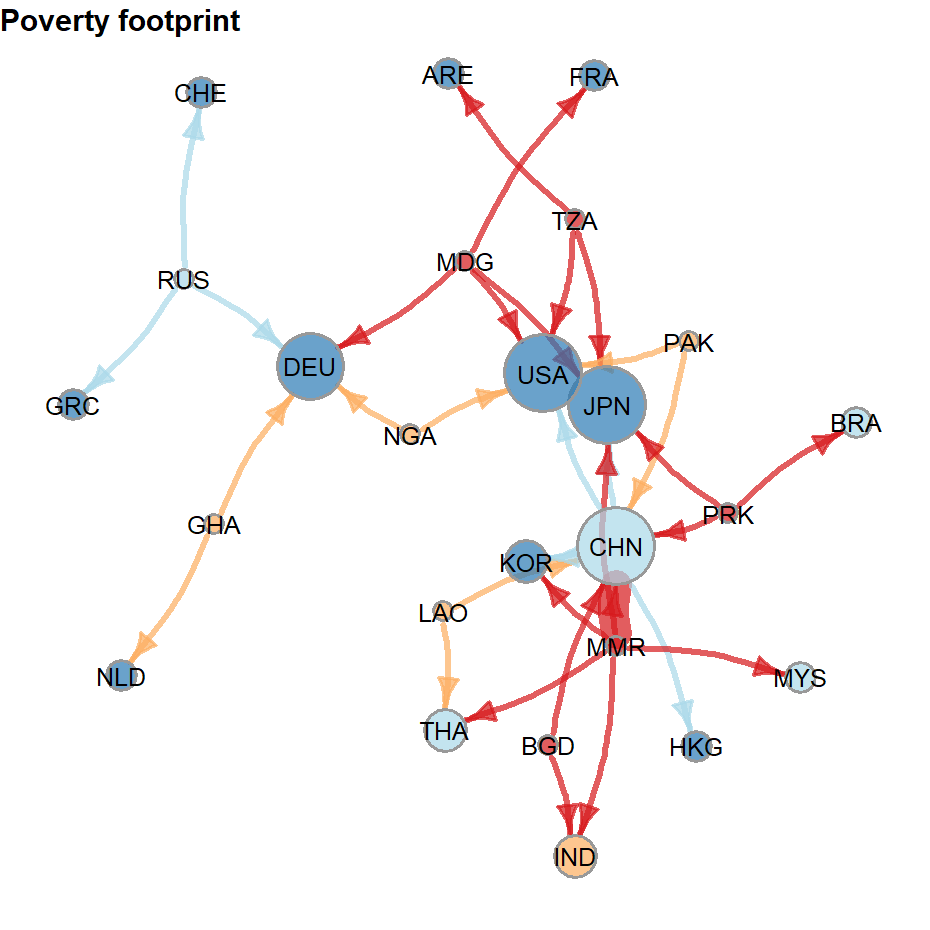 Poverty footprint
ARE
FRA
CHE
TZA
MDG
RUS
PAK
DEU
USA
GRC
JPN
BRA
NGA
PRK
GHA
CHN
KOR
LAO
MMR
NLD
MYS
THA
BGD
HKG
IND